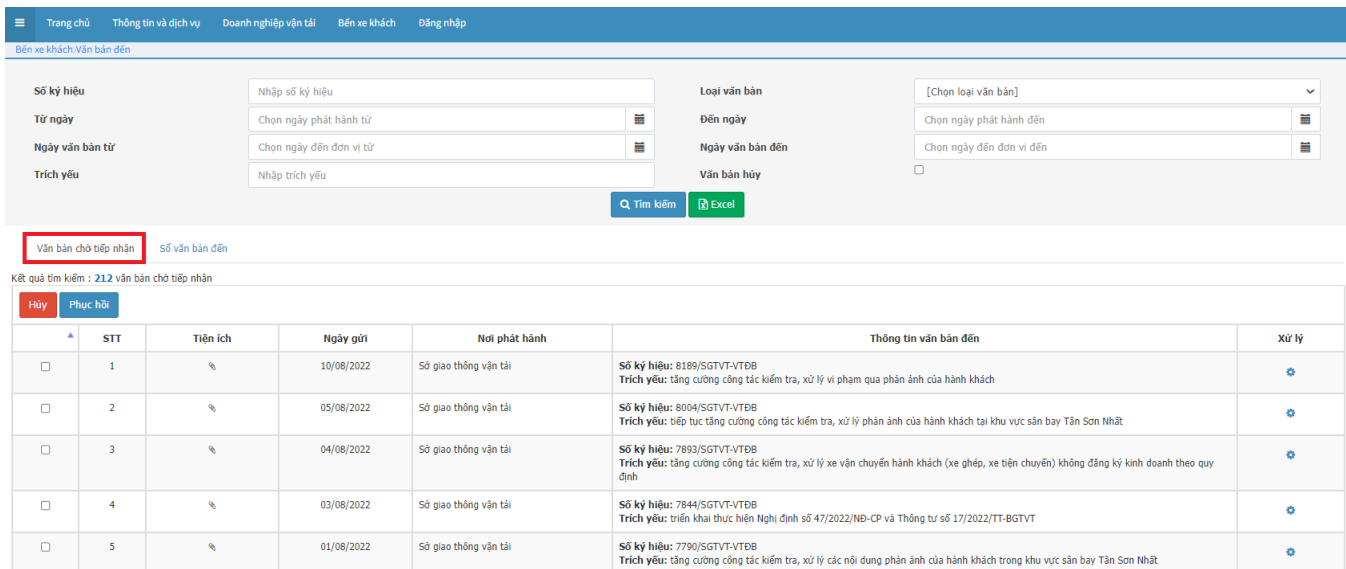 Trang chủ Thông tin và dịch vụ Doanh nghiệp vận tải Bến xe khách Đăng nhập
Bến xe khách/Văn bản đến
Số ký hiệu Nhập số ký hiệu Loại văn bản [Chọn loại văn bản]
Từ ngày Chọn ngày phát hành từ Đến ngày Chọn ngày phát hành đến
Ngày văn bản từ Chọn ngày đến đơn vị từ Ngày văn bản đến Chọn ngày đến đơn vi đến
Trích yếu Nhập trích yếu Văn bản hủy
Tìm kiếm Excel
Văn bản chờ tiếp nhận Sổ văn bản đến
Kết quả tìm kiếm : 212 văn bản chờ tiếp nhận
Hủy Phục hồi
STT Tiện ích Ngày gửi Nơi phát hành Thông tin văn bản đến Xử lý
1 10/08/2022 Sở giao thông vận tải Số ký hiệu: 8189/SGTVT-VTĐB
Trích yếu: tăng cường công tác kiểm tra, xử lý vi phạm qua phản ánh của hành khách
2 05/08/2022 Sở giao thông vận tải Số ký hiệu: 8004/SGTVT-VTĐB
Trích yếu: tiếp tục tăng cường công tác kiểm tra, xử lý phản ánh của hành khách tại khu vực sân bay Tân Sơn Nhất
3 04/08/2022 Sở giao thông vận tải Số ký hiệu: 7893/SGTVT-VTĐB
Trích yếu: tăng cường công tác kiểm tra, xử lý xe vận chuyển hành khách (xe ghép, xe tiện chuyến) không đăng ký kinh doanh theo quy
định
4 03/08/2022 Sở giao thông vận tải Số ký hiệu: 7844/SGTVT-VTĐB
Trích yếu: triển khai thực hiện Nghị định số 47/2022/NĐ-CP và Thông tư số 17/2022/TT-BGTVT
5 01/08/2022 Sở giao thông vận tải Số ký hiệu: 7790/SGTVT-VTĐB
Trích yếu: tăng cường công tác kiểm tra, xử lý các nội dung phản ánh của hành khách trong khu vực sân bay Tân Sơn Nhất